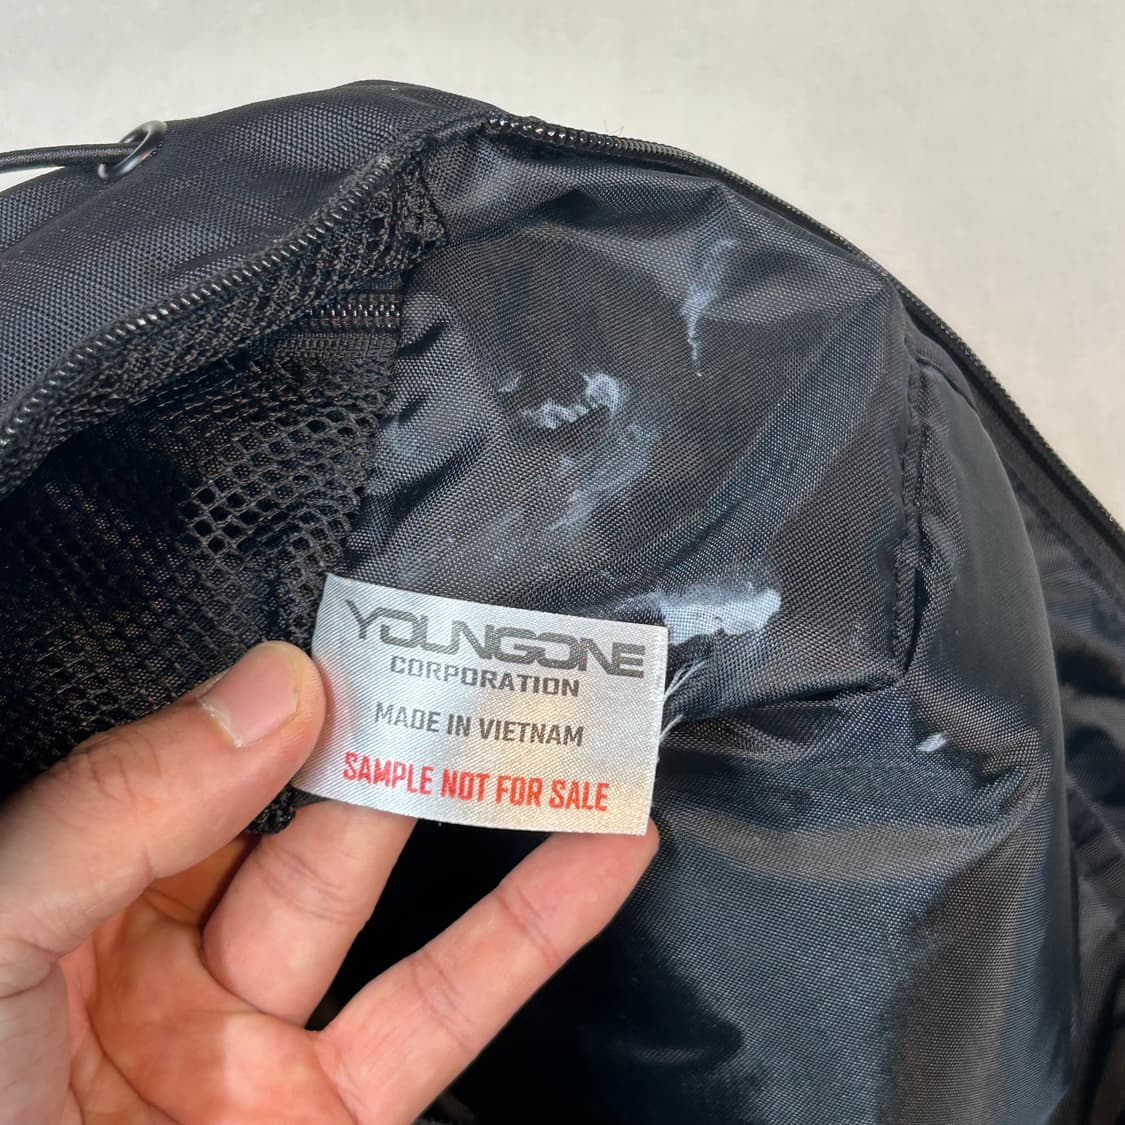 YOUNGONE
CORPORATION
MADE IN VIETNAM
SAMPLE NOT FOR SALE